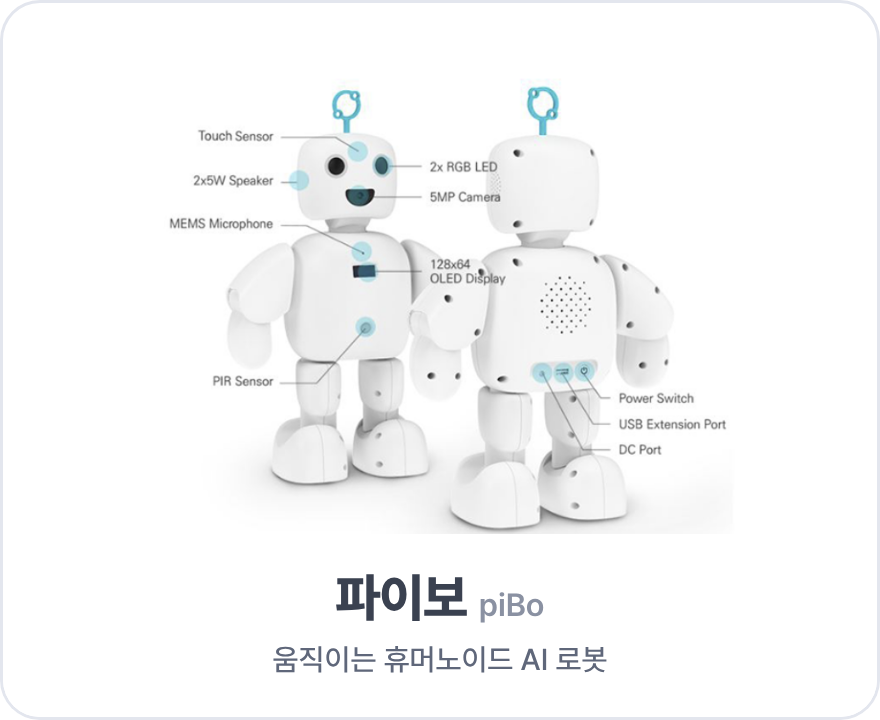 Touch Sensor
2x RGB LED
2x5W Speaker
5MP Camera
MEMS Microphone
128x64
OLED Display
PIR Sensor
Power Switch
USB Extension Port
DC Port
파이보 piBo
움직이는 휴머노이드 AI 로봇